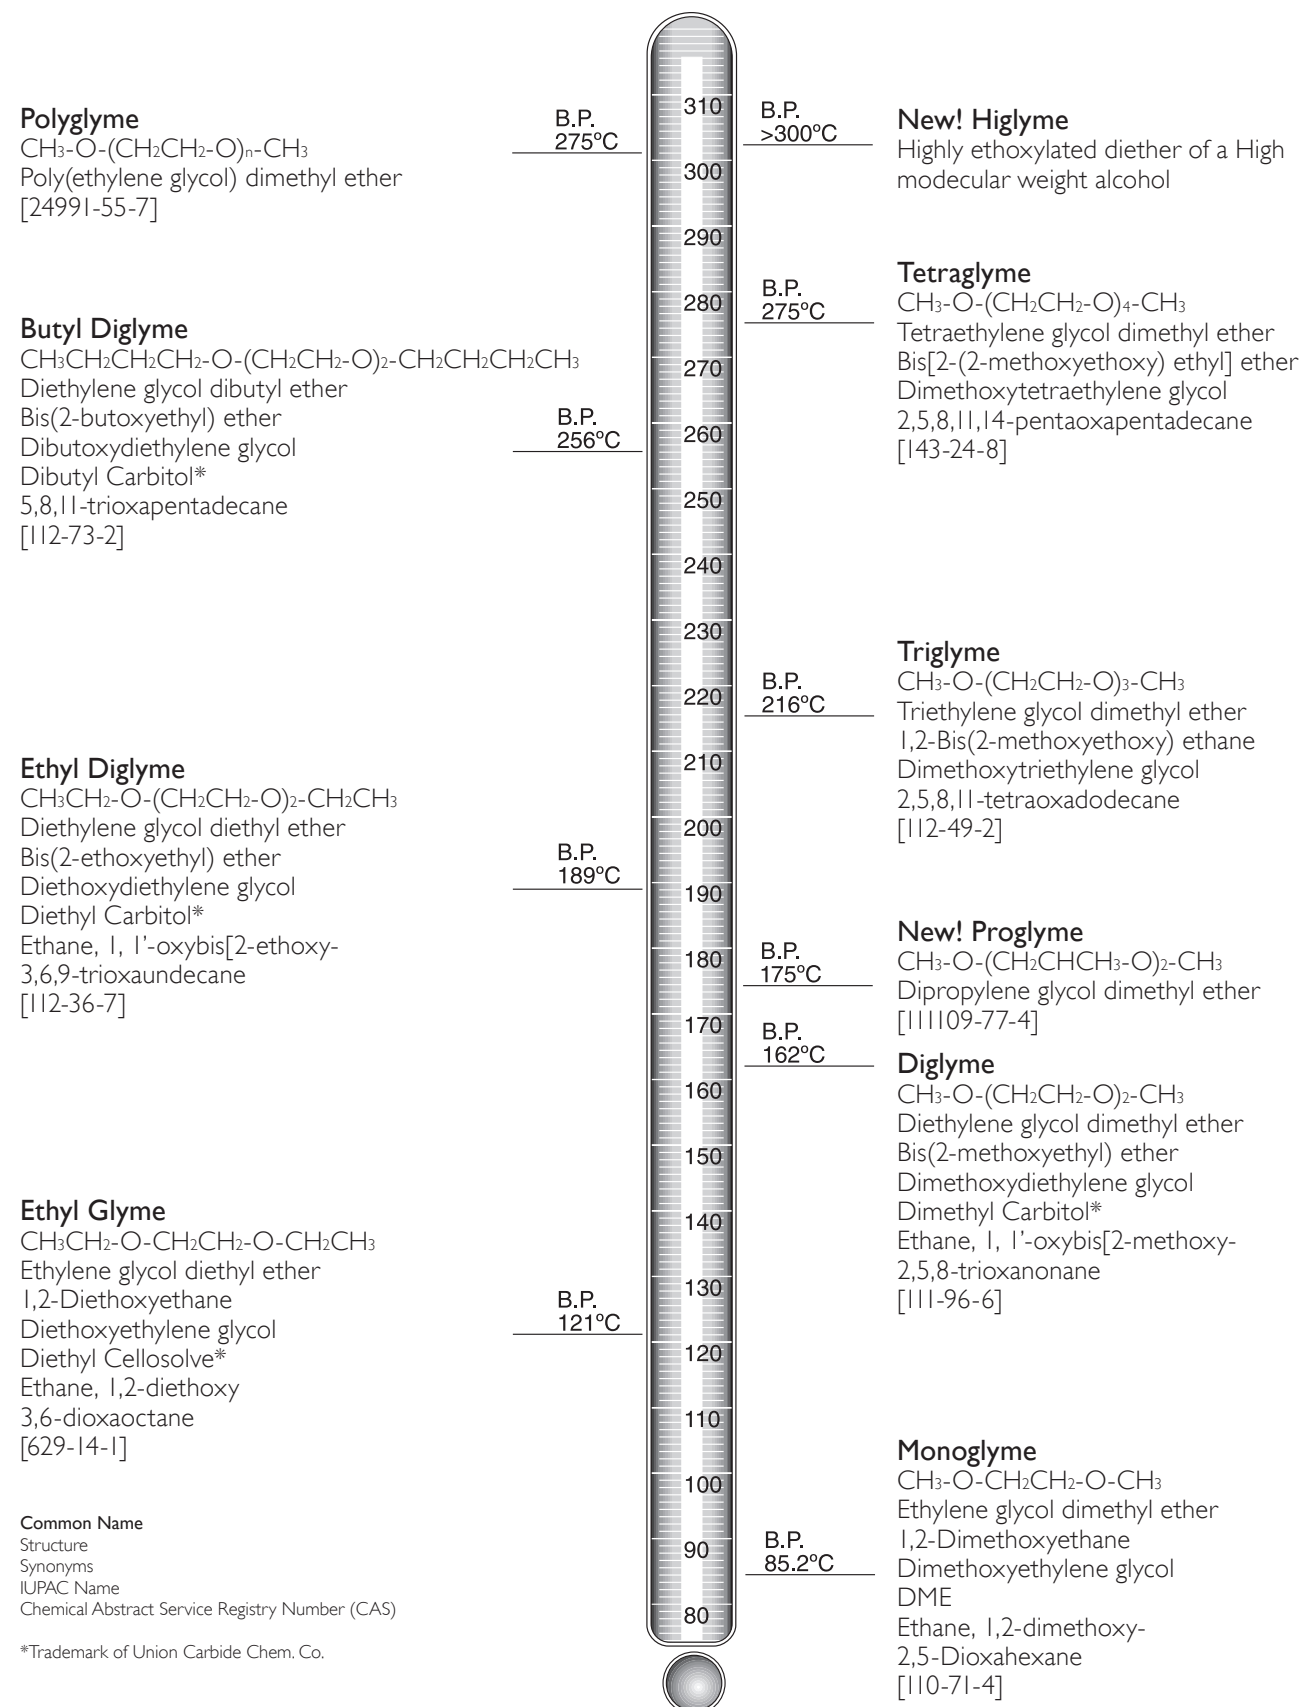 Polyglyme
CH₃-O-(CH₂CH₂-O)ₙ-CH₃
Poly(ethylene glycol) dimethyl ether
[24991-55-7]
B.P.
275ºC
Butyl Diglyme
CH₃CH₂CH₂CH₂-O-(CH₂CH₂-O)₂-CH₂CH₂CH₂CH₃
Diethylene glycol dibutyl ether
Bis(2-butoxyethyl) ether
Dibutoxydiethylene glycol
Dibutyl Carbitol*
5,8,11-trioxapentadecane
[112-73-2]
B.P.
256ºC
Ethyl Diglyme
CH₃CH₂-O-(CH₂CH₂-O)₂-CH₂CH₃
Diethylene glycol diethyl ether
Bis(2-ethoxyethyl) ether
Diethoxydiethylene glycol
Diethyl Carbitol*
Ethane, 1, 1’-oxybis[2-ethoxy-
3,6,9-trioxaundecane
[112-36-7]
B.P.
189ºC
Ethyl Glyme
CH₃CH₂-O-CH₂CH₂-O-CH₂CH₃
Ethylene glycol diethyl ether
1,2-Diethoxyethane
Diethoxyethylene glycol
Diethyl Cellosolve*
Ethane, 1,2-diethoxy
3,6-dioxaoctane
[629-14-1]
B.P.
121ºC
Common Name
Structure
Synonyms
IUPAC Name
Chemical Abstract Service Registry Number (CAS)
*Trademark of Union Carbide Chem. Co.
310
300
290
280
270
260
250
240
230
220
210
200
190
180
170
160
150
140
130
120
110
100
90
80
B.P.
>300ºC
New! Higlyme
Highly ethoxylated diether of a High
modecular weight alcohol
B.P.
275ºC
Tetraglyme
CH₃-O-(CH₂CH₂-O)₄-CH₃
Tetraethylene glycol dimethyl ether
Bis[2-(2-methoxyethoxy) ethyl] ether
Dimethoxytetraethylene glycol
2,5,8,11,14-pentaoxapentadecane
[143-24-8]
B.P.
216ºC
Triglyme
CH₃-O-(CH₂CH₂-O)₃-CH₃
Triethylene glycol dimethyl ether
1,2-Bis(2-methoxyethoxy) ethane
Dimethoxytriethylene glycol
2,5,8,11-tetraoxadodecane
[112-49-2]
B.P.
175ºC
New! Proglyme
CH₃-O-(CH₂CHCH₃-O)₂-CH₃
Dipropylene glycol dimethyl ether
[111109-77-4]
B.P.
162ºC
Diglyme
CH₃-O-(CH₂CH₂-O)₂-CH₃
Diethylene glycol dimethyl ether
Bis(2-methoxyethyl) ether
Dimethoxydiethylene glycol
Dimethyl Carbitol*
Ethane, 1, 1’-oxybis[2-methoxy-
2,5,8-trioxanonane
[111-96-6]
B.P.
85.2ºC
Monoglyme
CH₃-O-CH₂CH₂-O-CH₃
Ethylene glycol dimethyl ether
1,2-Dimethoxyethane
Dimethoxyethylene glycol
DME
Ethane, 1,2-dimethoxy-
2,5-Dioxahexane
[110-71-4]